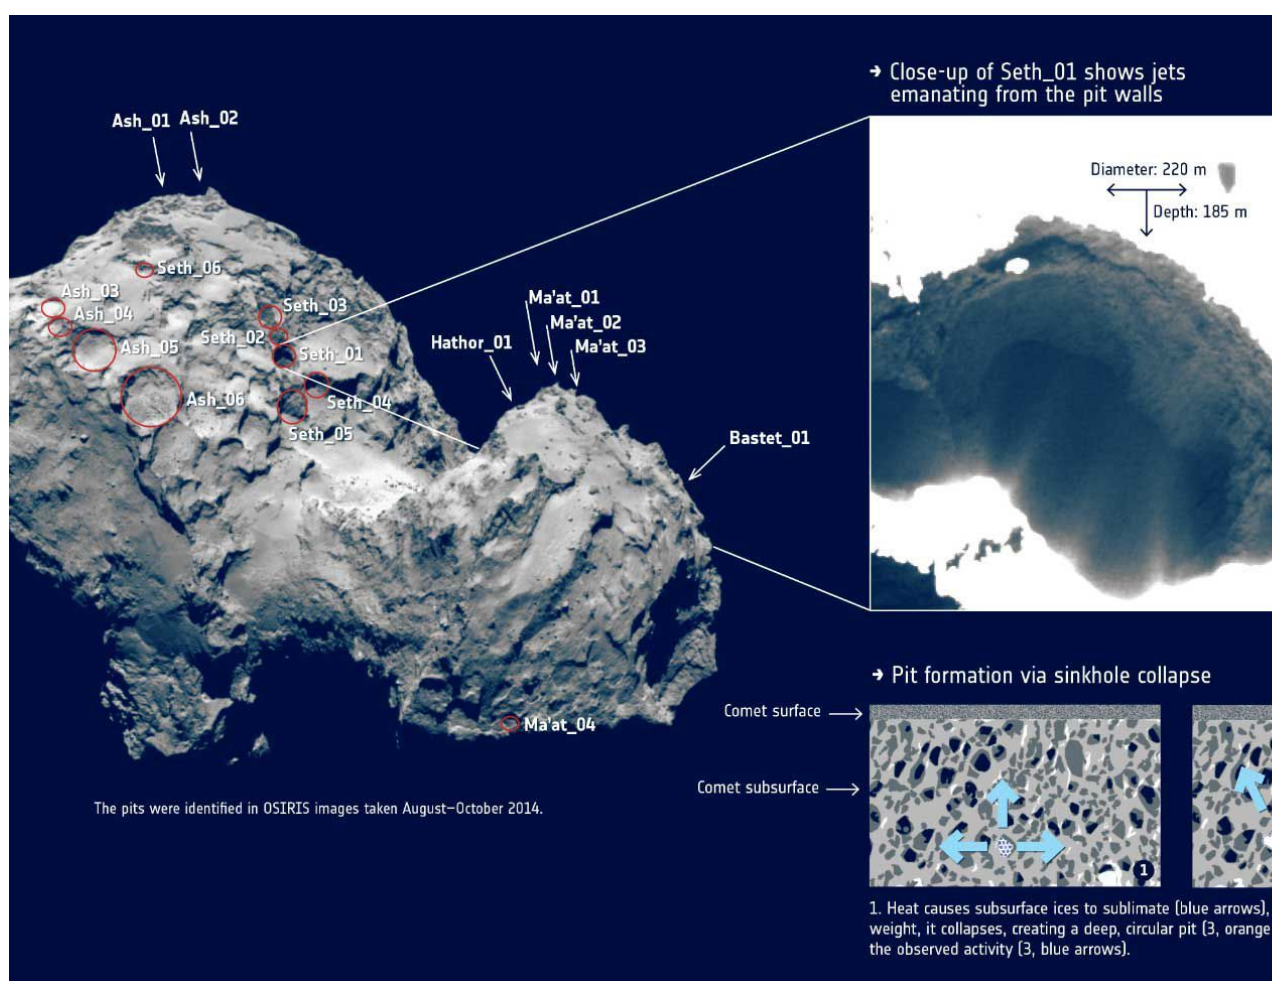 → Close-up of Seth_01 shows jets
emanating from the pit walls
Ash_01
Ash_02
Diameter: 220 m
Depth: 185 m
Seth_06
Ash_03
Ash_04
Ash_05
Ash_06
Seth_03
Seth_02
Seth_01
Seth_04
Seth_05
Hathor_01
Ma'at_01
Ma'at_02
Ma'at_03
Bastet_01
Ma'at_04
The pits were identified in OSIRIS images taken August–October 2014.
→ Pit formation via sinkhole collapse
Comet surface
Comet subsurface
1
1. Heat causes subsurface ices to sublimate (blue arrows),
weight, it collapses, creating a deep, circular pit (3, orange
the observed activity (3, blue arrows).